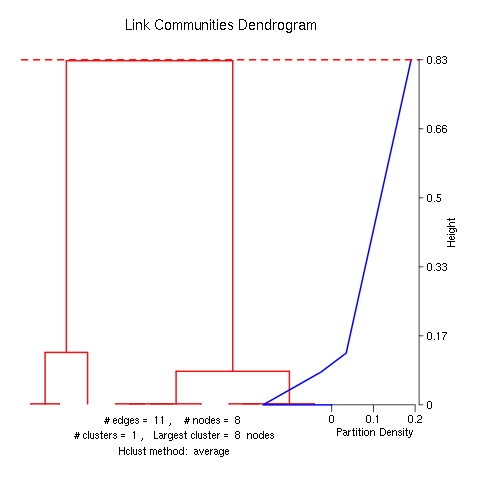 Link Communities Dendrogram
0.83
0.66
0.5
0.33
0.17
0
Height
0 0.1 0.2
Partition Density
# edges = 11 , # nodes = 8
# clusters = 1 , Largest cluster = 8 nodes
Hclust method: average